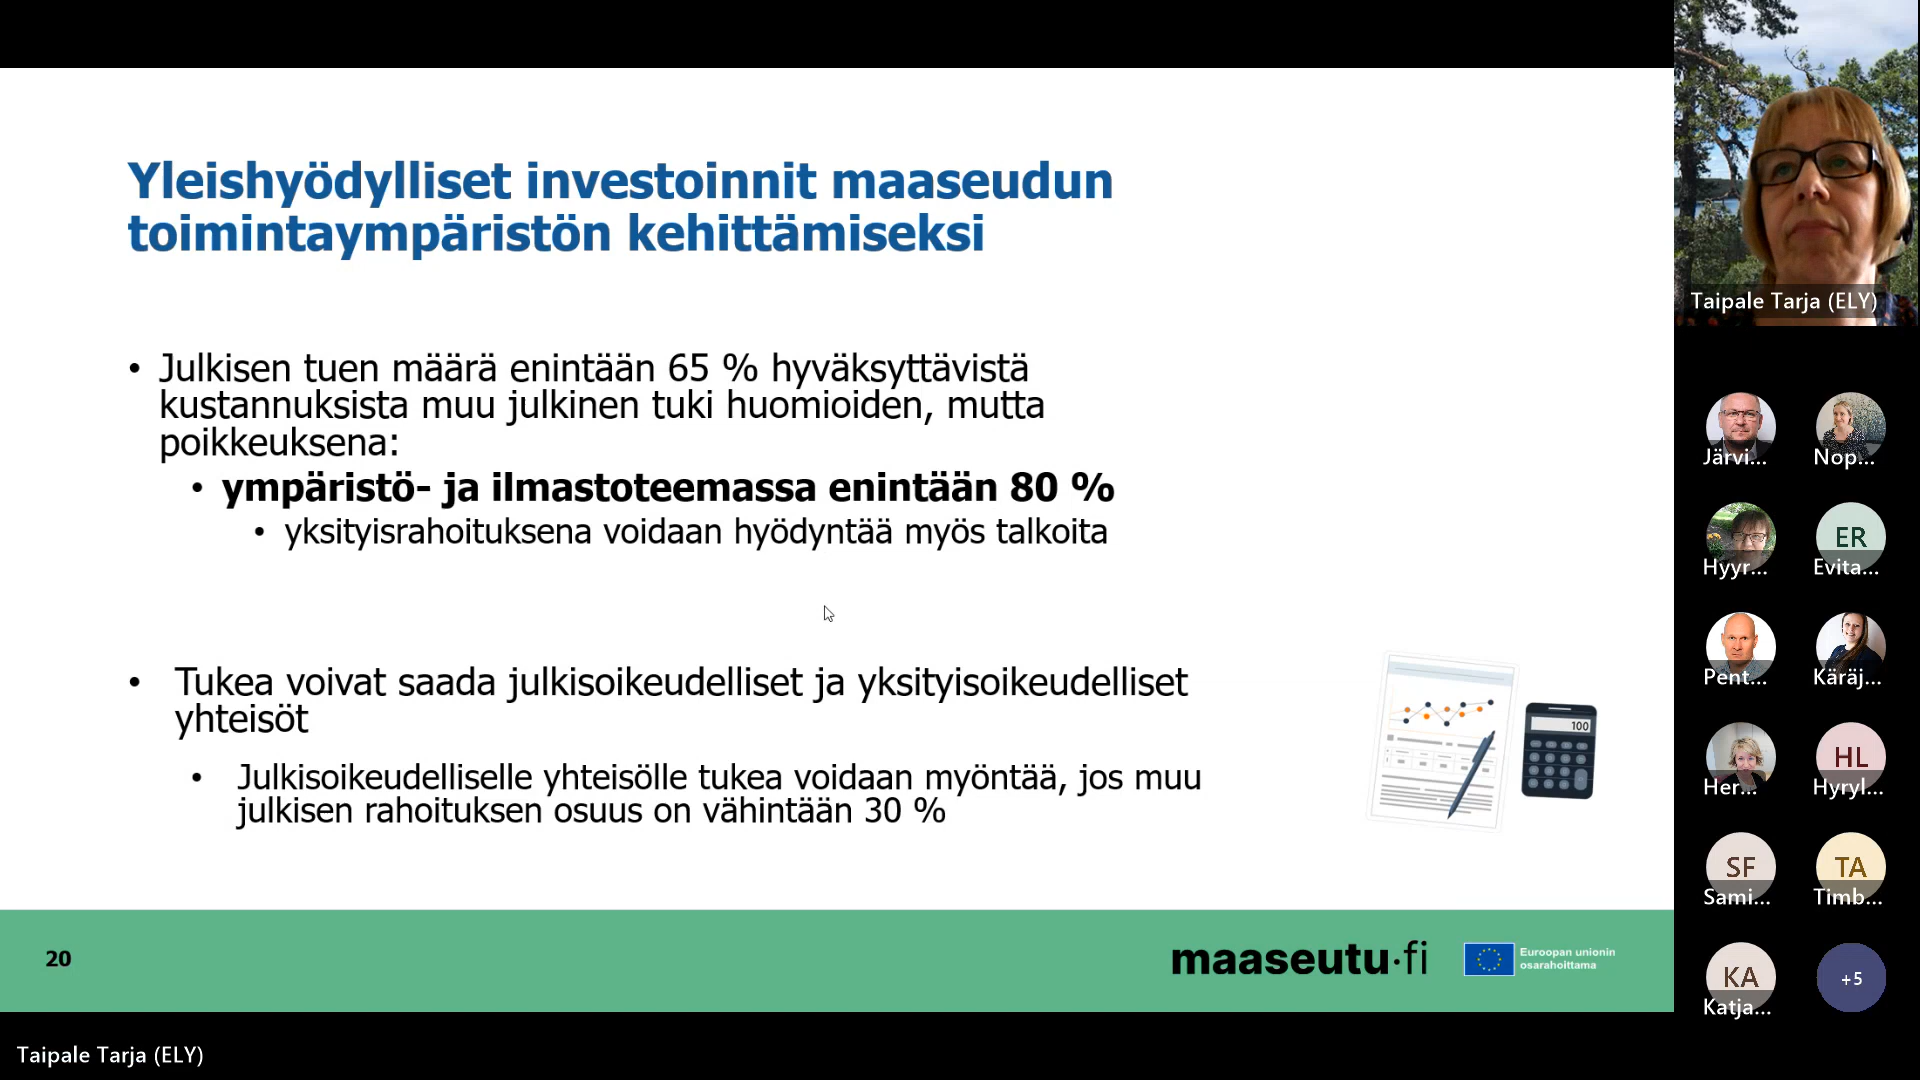 Yleishyödylliset investoinnit maaseudun
toimintaympäristön kehittämiseksi
• Julkisen tuen määrä enintään 65 % hyväksyttävistä
kustannuksista muu julkinen tuki huomioiden, mutta
poikkeuksena:
• ympäristö- ja ilmastoteemassa enintään 80 %
• yksityisrahoituksena voidaan hyödyntää myös talkoita
• Tukea voivat saada julkisoikeudelliset ja yksityisoikeudelliset
yhteisöt
• Julkisoikeudelliselle yhteisölle tukea voidaan myöntää, jos muu
julkisen rahoituksen osuus on vähintään 30 %
100
20
maaseutu.fi
Euroopan unionin
osarahoittama
Taipale Tarja (ELY)
Taipale Tarja (ELY)
Järvi...
Nop...
Hyyr...
ER
Evita...
Pent...
Käräj...
Her...
HL
Hyryl...
SF
Sami...
TA
Timb...
KA
Katja...
+5